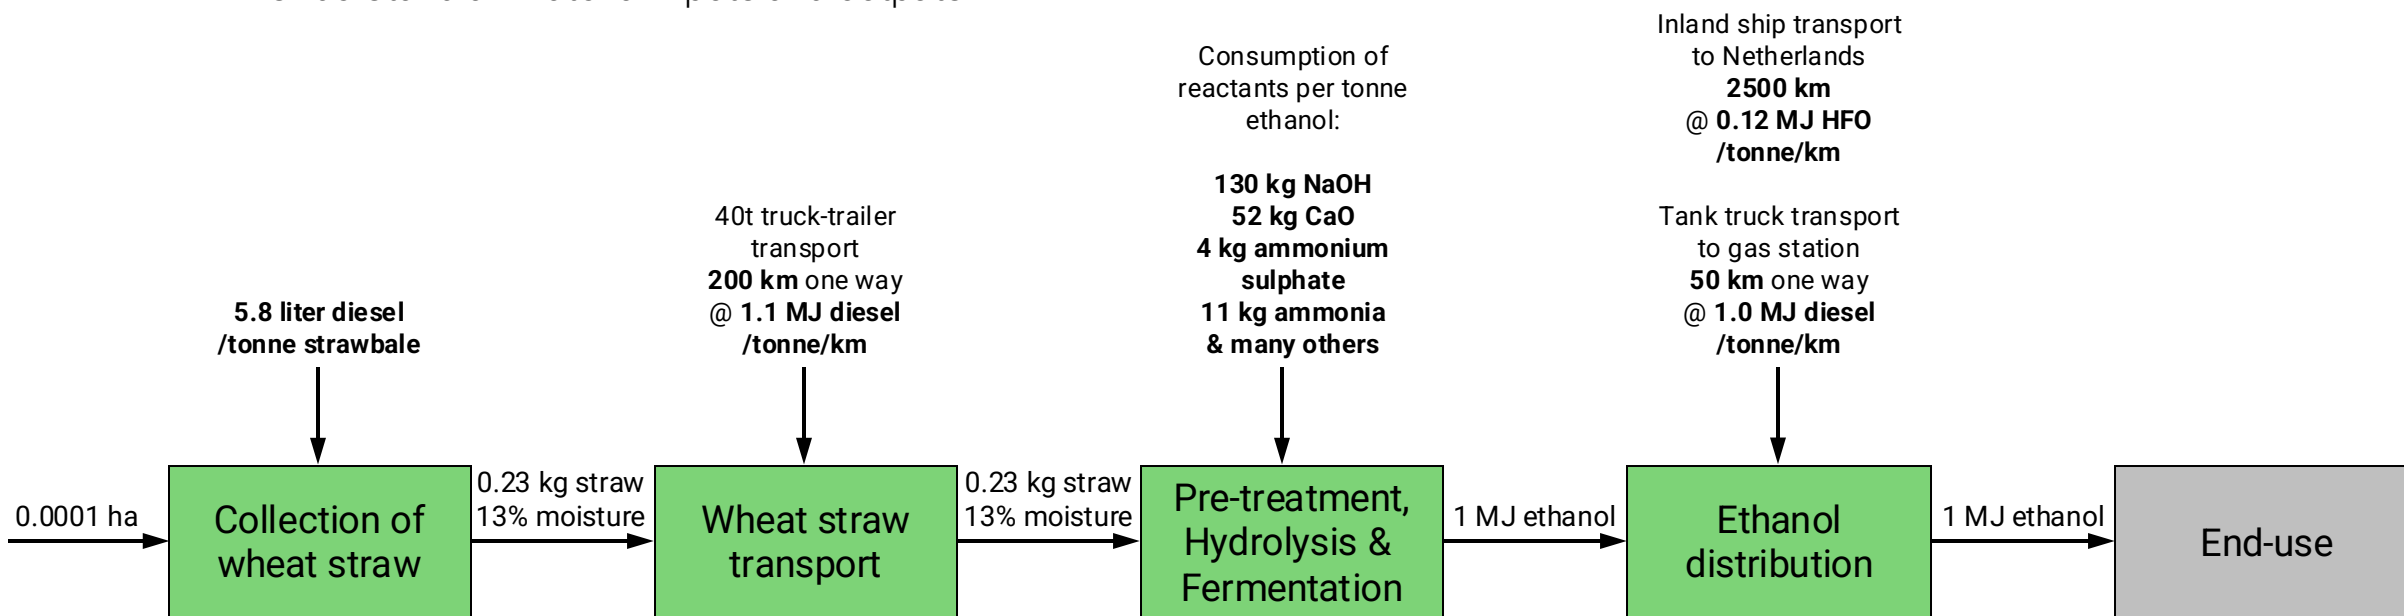 5.8 liter diesel
/tonne strawbale
40t truck-trailer
transport
200 km one way
@ 1.1 MJ diesel
/tonne/km
Consumption of
reactants per tonne
ethanol:
130 kg NaOH
52 kg CaO
4 kg ammonium
sulphate
11 kg ammonia
& many others
Inland ship transport
to Netherlands
2500 km
@ 0.12 MJ HFO
/tonne/km
Tank truck transport
to gas station
50 km one way
@ 1.0 MJ diesel
/tonne/km
0.0001 ha
Collection of
wheat straw
0.23 kg straw
13% moisture
Wheat straw
transport
0.23 kg straw
13% moisture
Pre-treatment,
Hydrolysis &
Fermentation
1 MJ ethanol
Ethanol
distribution
1 MJ ethanol
End-use